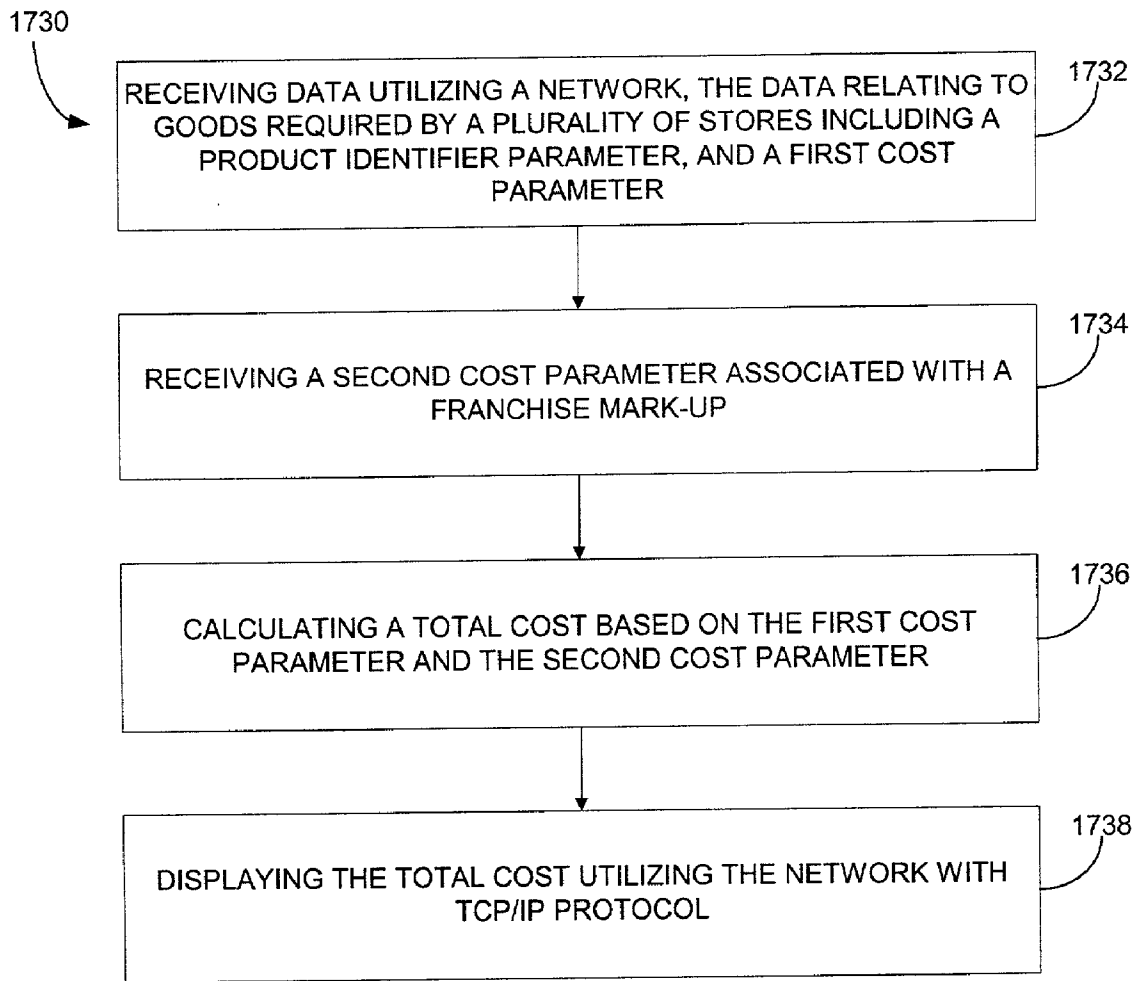 1730
1732
RECEIVING DATA UTILIZING A NETWORK, THE DATA RELATING TO
GOODS REQUIRED BY A PLURALITY OF STORES INCLUDING A
PRODUCT IDENTIFIER PARAMETER, AND A FIRST COST
PARAMETER
1734
RECEIVING A SECOND COST PARAMETER ASSOCIATED WITH A
FRANCHISE MARK-UP
1736
CALCULATING A TOTAL COST BASED ON THE FIRST COST
PARAMETER AND THE SECOND COST PARAMETER
1738
DISPLAYING THE TOTAL COST UTILIZING THE NETWORK WITH
TCP/IP PROTOCOL